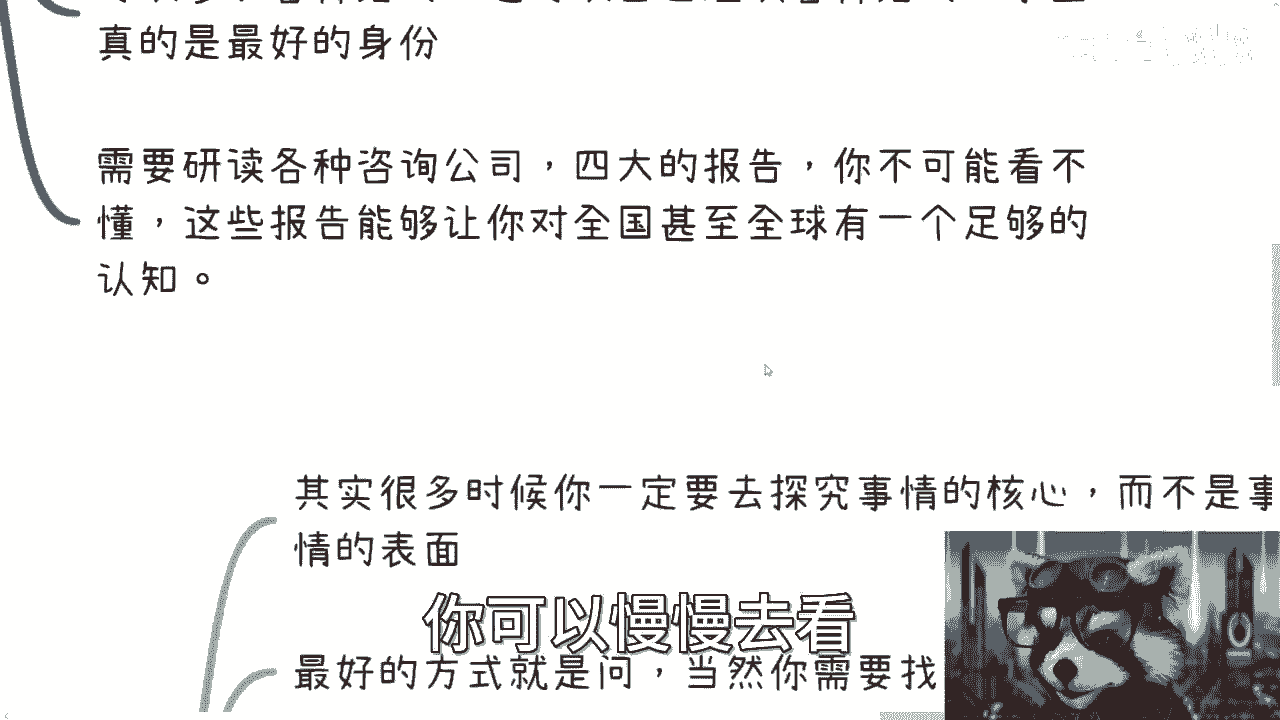 真的是最好的身份
需要研读各种咨询公司，四大的报告，你不可能看不
懂，这些报告能够让你对全国甚至全球有一个足够的
认知。
其实很多时候你一定要去探究事情的核心，而不是事
情的表面
你可以慢慢去看
最好的方式就是问，当然你需要找